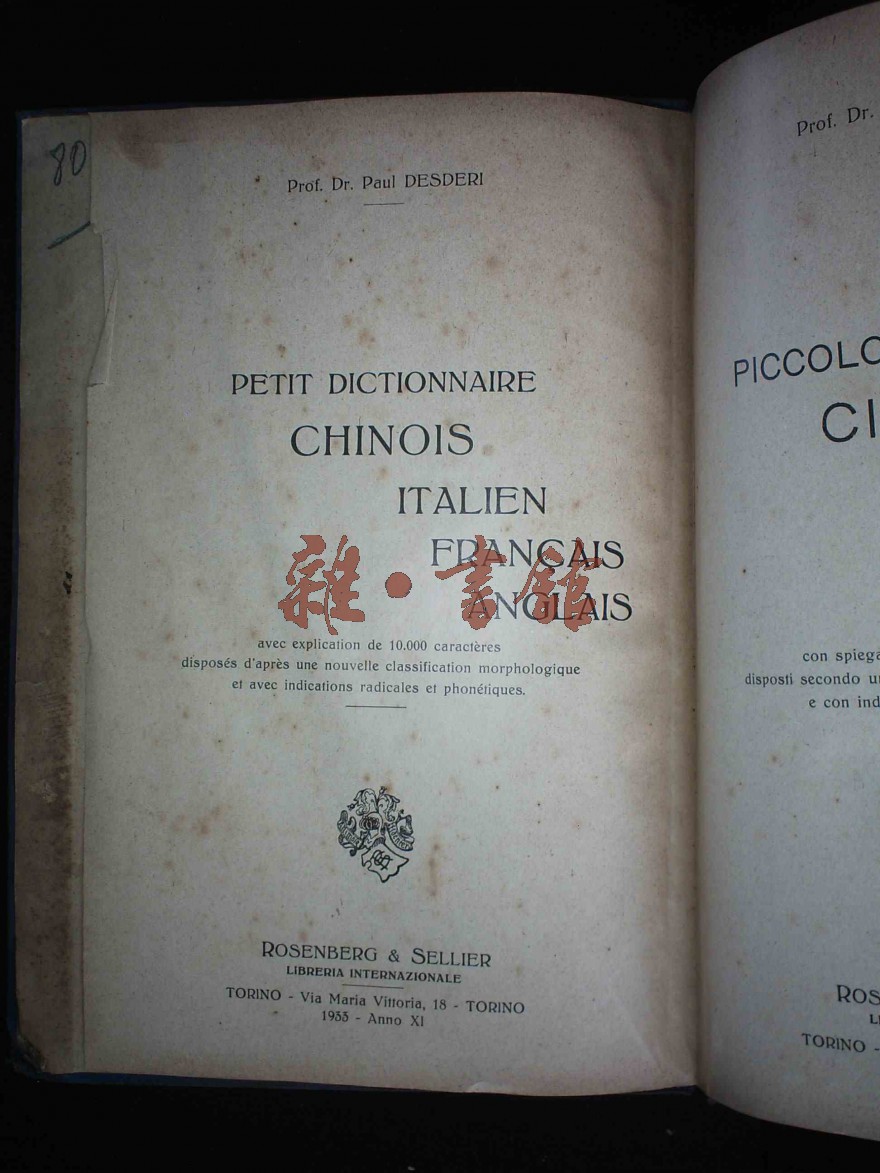 80
Prof. Dr. Paul DESDERI
PETIT DICTIONNAIRE
CHINOIS
ITALIEN
FRANÇAIS
ANGLAIS
雜·書館
avec explication de 10.000 caractères
disposés d'après une nouvelle classification morphologique
et avec indications radicales et phonétiques.
ROSENBERG & SELLIER
LIBRERIA INTERNAZIONALE
TORINO - Via Maria Vittoria, 18 - TORINO
1933 - Anno XI
Prof. Dr.
PICCOLO
CI
con spiega
disposti secondo u
e con ind
ROS
L
TORINO -